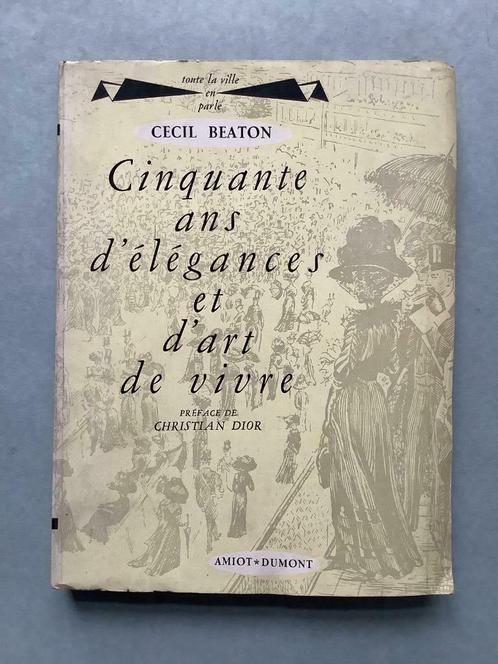 toute la ville
en
parle
CECIL BEATON
Cinquante
ans
d'élégances
et
d'art
de vivre
PRÉFACE DE
CHRISTIAN DIOR
AMIOT★DUMONT